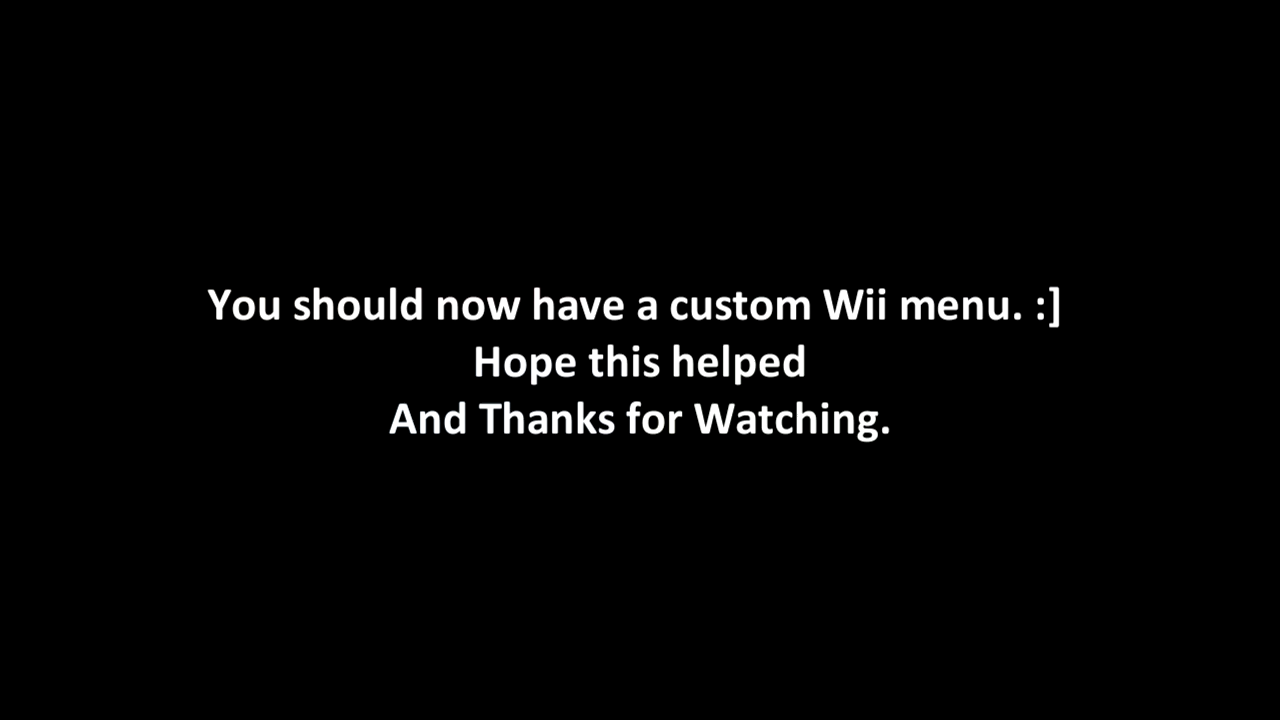 You should now have a custom Wii menu. :]
Hope this helped
And Thanks for Watching.